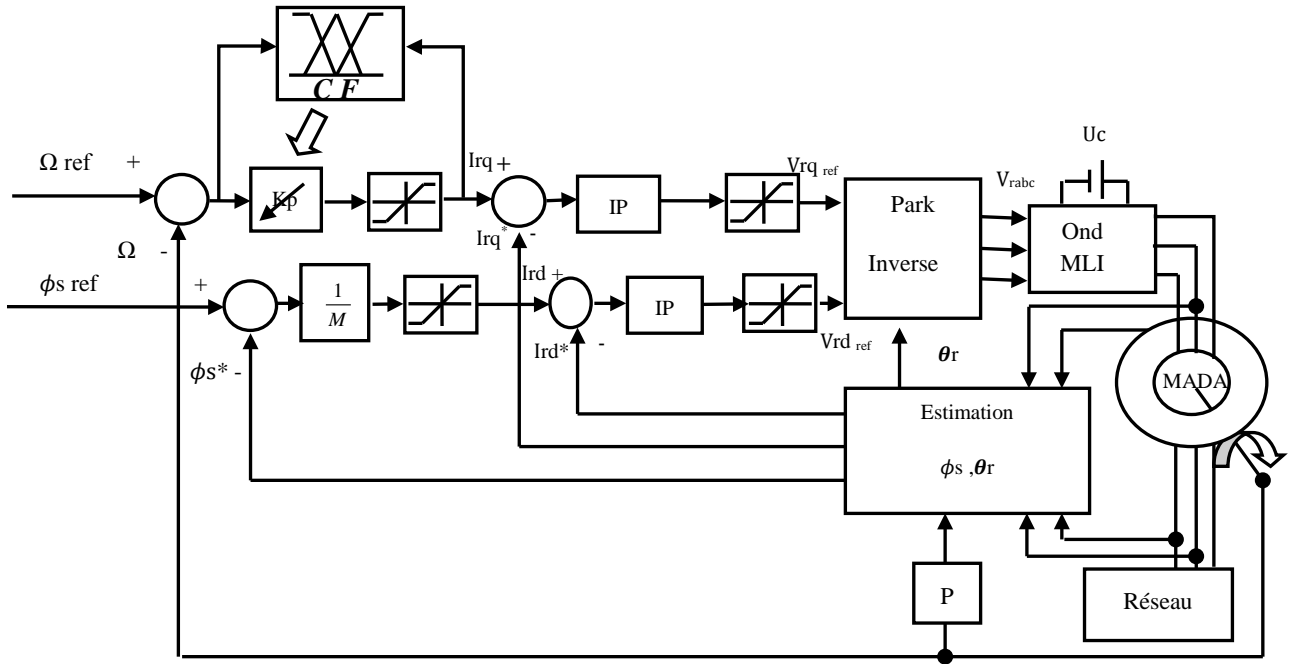 C F
Uc
Ω ref
+
Irq +
Vrq ref
Vrabc
Kp
IP
Park
Inverse
Ond
MLI
Ω
-
Irq*
-
ϕs ref
+
1
M
Ird +
IP
Ird*
-
Vrd ref
θr
ϕs* -
MADA
Estimation
ϕs ,θr
P
Réseau